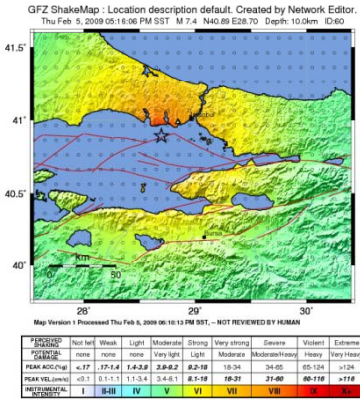 GFZ ShakeMap : Location description default. Created by Network Editor.
Thu Feb 5, 2009 05:16:06 PM SST M 7.4 N40.89 E28.70 Depth: 10.0km ID:60
41.5˚
41˚
40.5˚
40˚
km
0 50
28˚ 29˚ 30˚
Map Version 1 Processed Thu Feb 5, 2009 06:10:13 PM SST, -- NOT REVIEWED BY HUMAN
PERCEIVED SHAKING Not felt Weak Light Moderate Strong Very strong Severe Violent Extreme
POTENTIAL DAMAGE none none none Very light Light Moderate Moderate/Heavy Heavy Very Heavy
PEAK ACC.(%g) <.17 .17-1.4 1.4-3.9 3.9-9.2 9.2-18 18-34 34-65 65-124 >124
PEAK VEL.(cm/s) <0.1 0.1-1.1 1.1-3.4 3.4-8.1 8.1-16 16-31 31-60 60-116 >116
INSTRUMENTAL INTENSITY I II-III IV V VI VII VIII IX X+